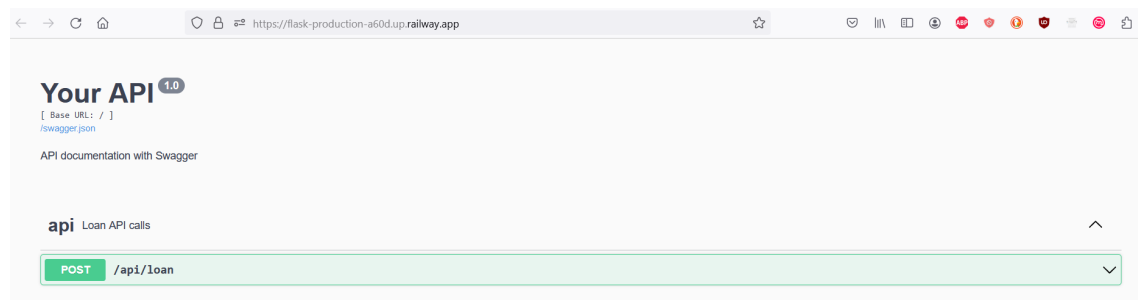 https://flask-production-a60d.up.railway.app
ABP
Your API 1.0
[ Base URL: / ]
/swagger.json
API documentation with Swagger
api Loan API calls
POST /api/loan